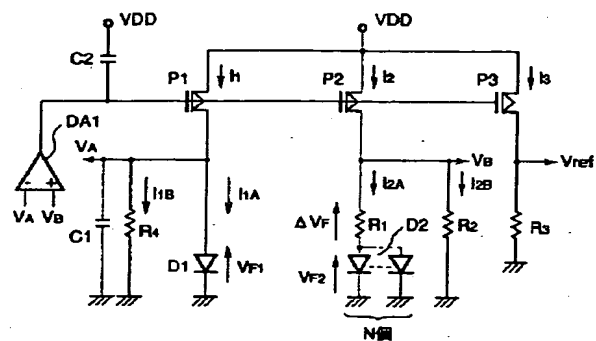 VDD
VDD
C2
P1
I1
P2
I2
P3
I3
DA1
VA
VB
Vref
- +
I1B
I1A
I2A
I2B
VA VB
C1
R4
ΔVF
R1
D2
R2
R3
D1
VF1
VF2
N個